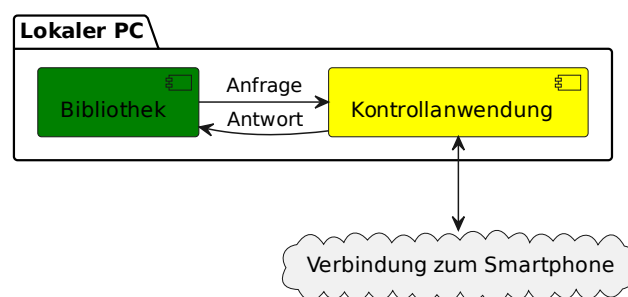 Lokaler PC
Bibliothek
Anfrage
Antwort
Kontrollanwendung
Verbindung zum Smartphone